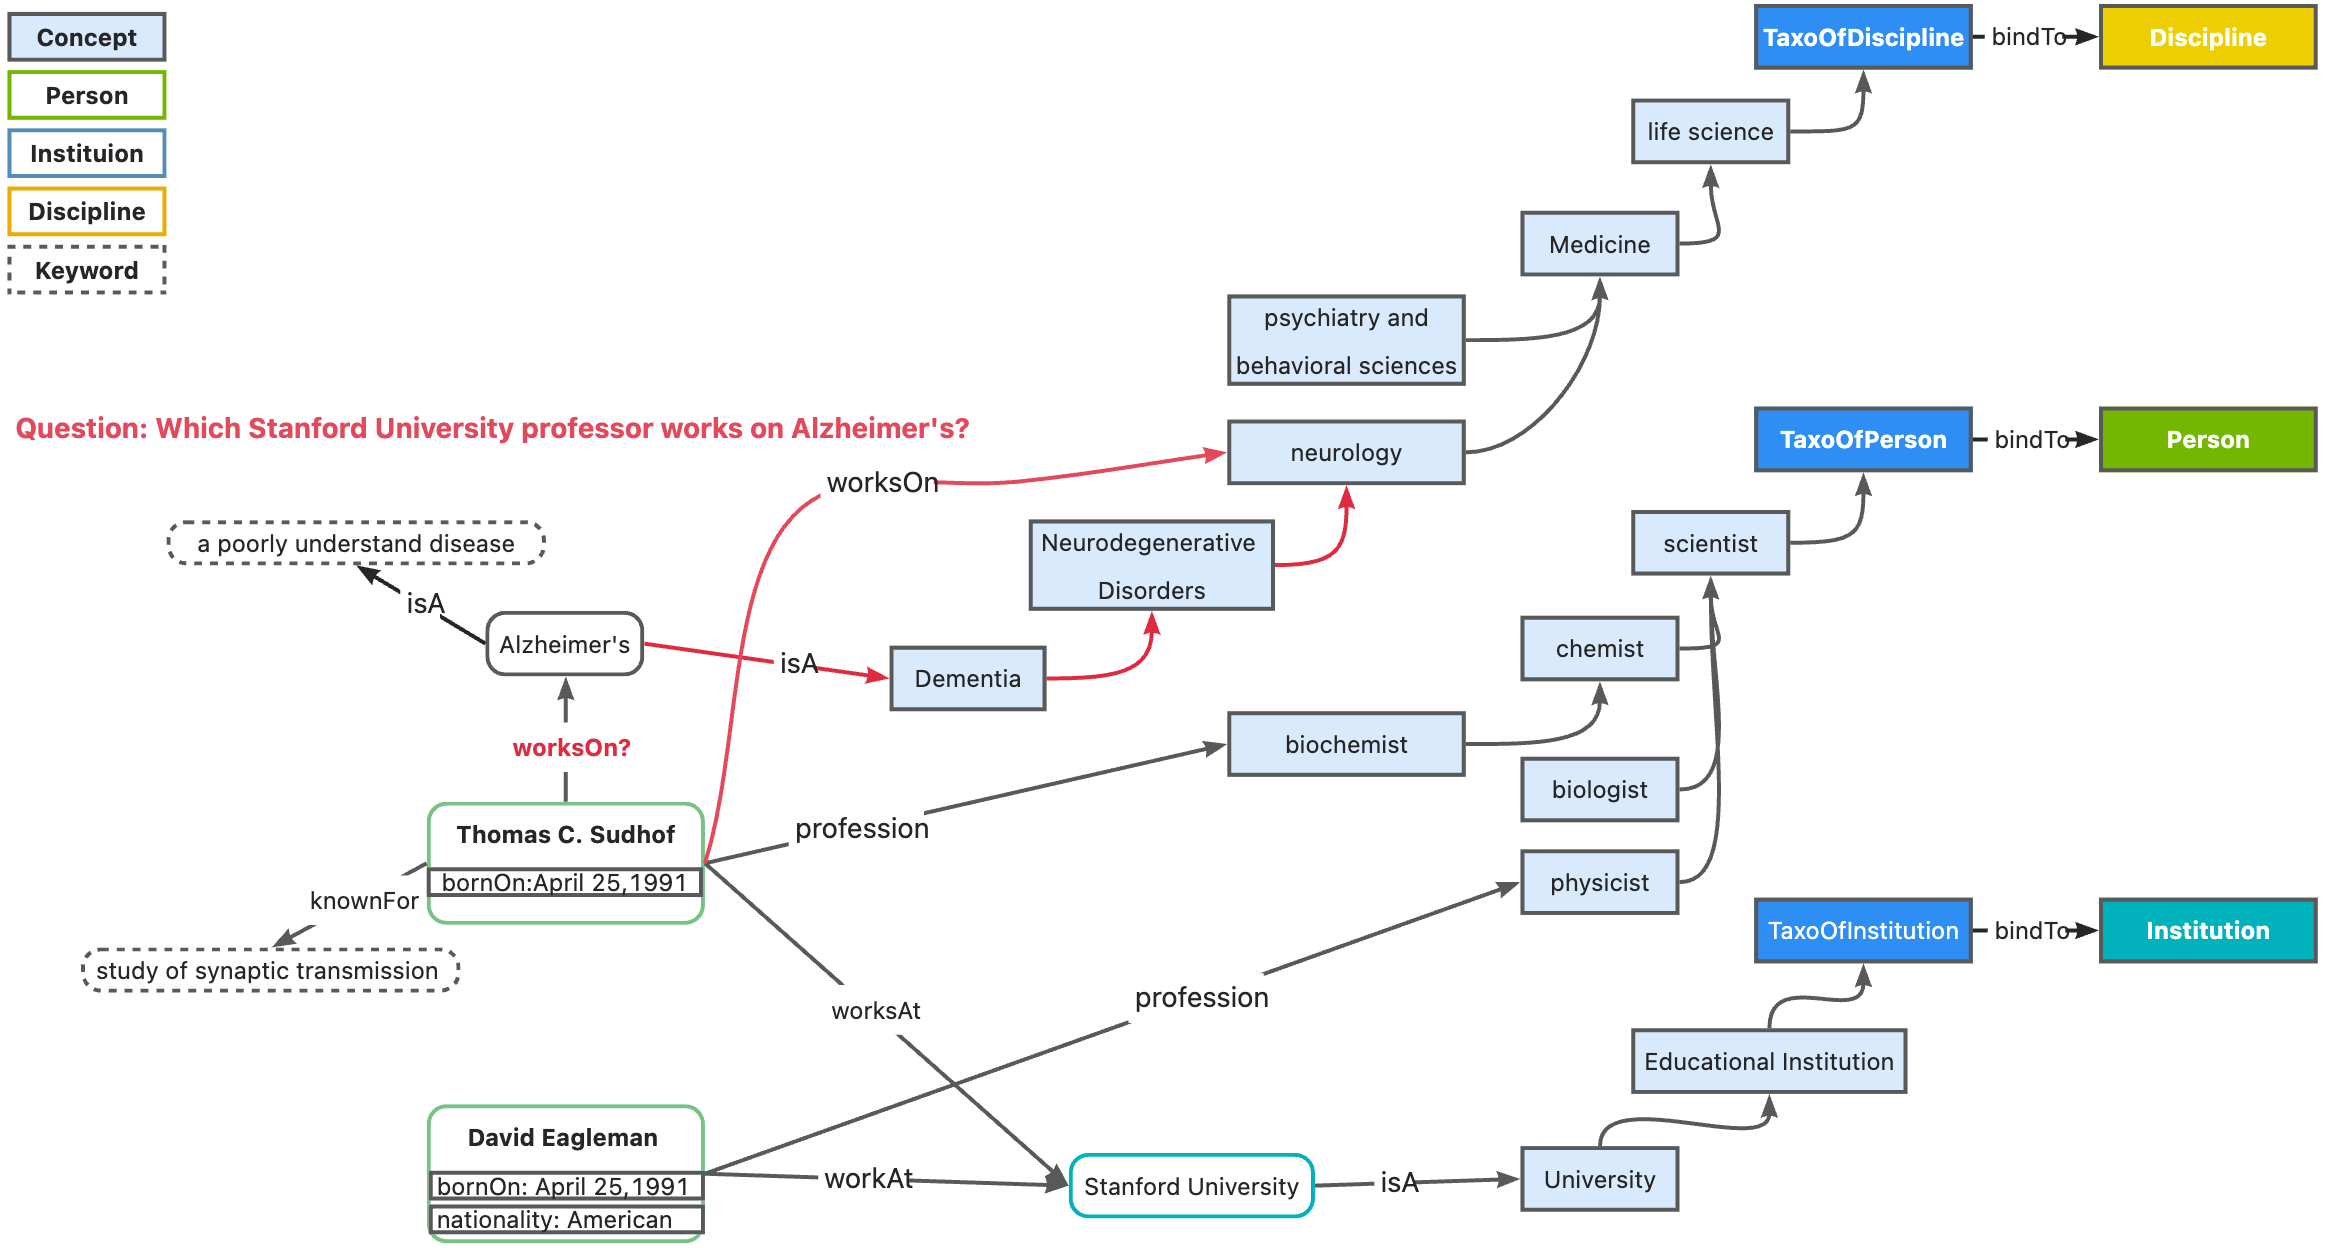 Concept
Person
Instituion
Discipline
Keyword
TaxoOfDiscipline
bindTo
Discipline
life science
Medicine
psychiatry and
behavioral sciences
Question: Which Stanford University professor works on Alzheimer's?
neurology
worksOn
TaxoOfPerson
bindTo
Person
a poorly understand disease
Neurodegenerative
Disorders
scientist
isA
Alzheimer's
isA
Dementia
chemist
worksOn?
biochemist
biologist
Thomas C. Sudhof
bornOn:April 25,1991
profession
knownFor
physicist
study of synaptic transmission
TaxoOfInstitution
bindTo
Institution
profession
worksAt
Educational Institution
David Eagleman
bornOn: April 25,1991
nationality: American
workAt
Stanford University
isA
University